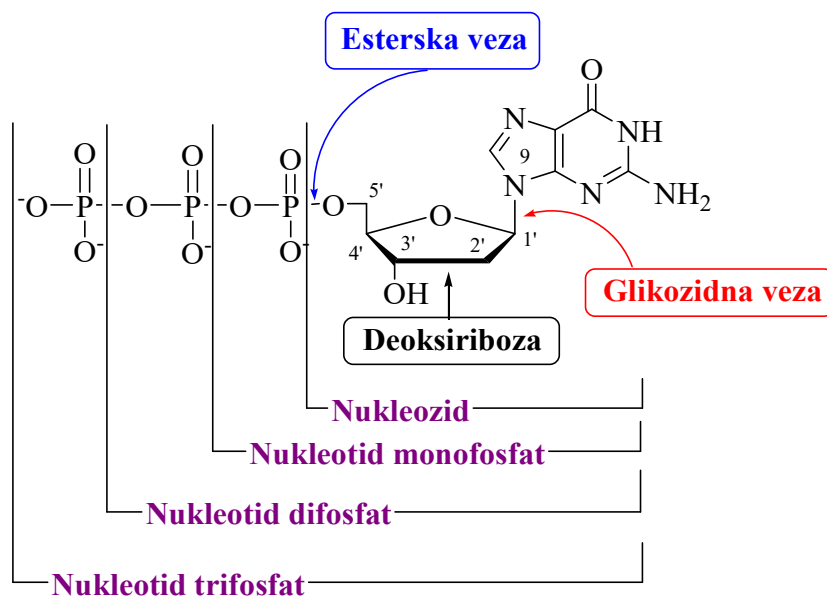 Esterska veza
O
N
NH
9
N
N
NH2
O O O
5'
-O P O P O P O
O- O- O-
O
4' 3' 2' 1'
OH
Glikozidna veza
Deoksiriboza
Nukleozid
Nukleotid monofosfat
Nukleotid difosfat
Nukleotid trifosfat